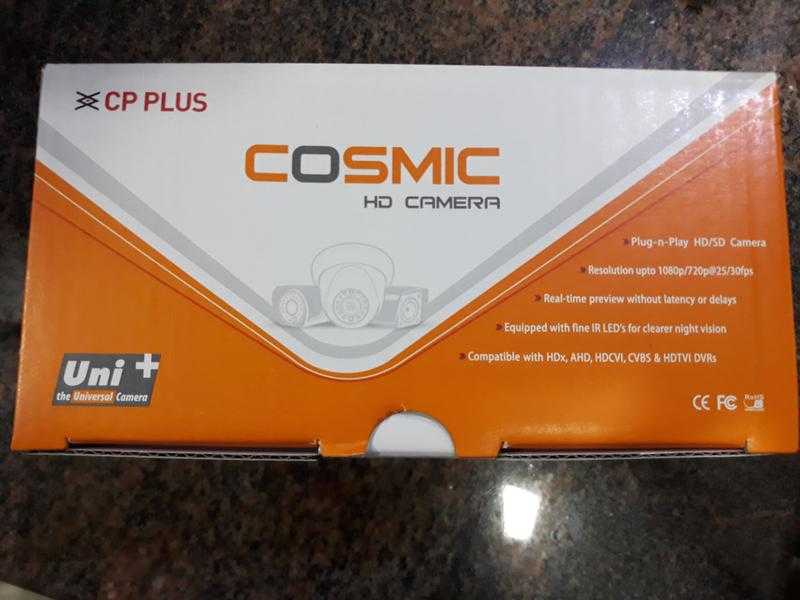 CP PLUS
COSMIC
HD CAMERA
» Plug-n-Play HD/SD Camera
» Resolution upto 1080p/720p@25/30fps
» Real-time preview without latency or delays
» Equipped with fine IR LED's for clearer night vision
» Compatible with HDx, AHD, HDCVI, CVBS & HDTVI DVRs
Uni +
the Universal Camera
CE FC RoHS